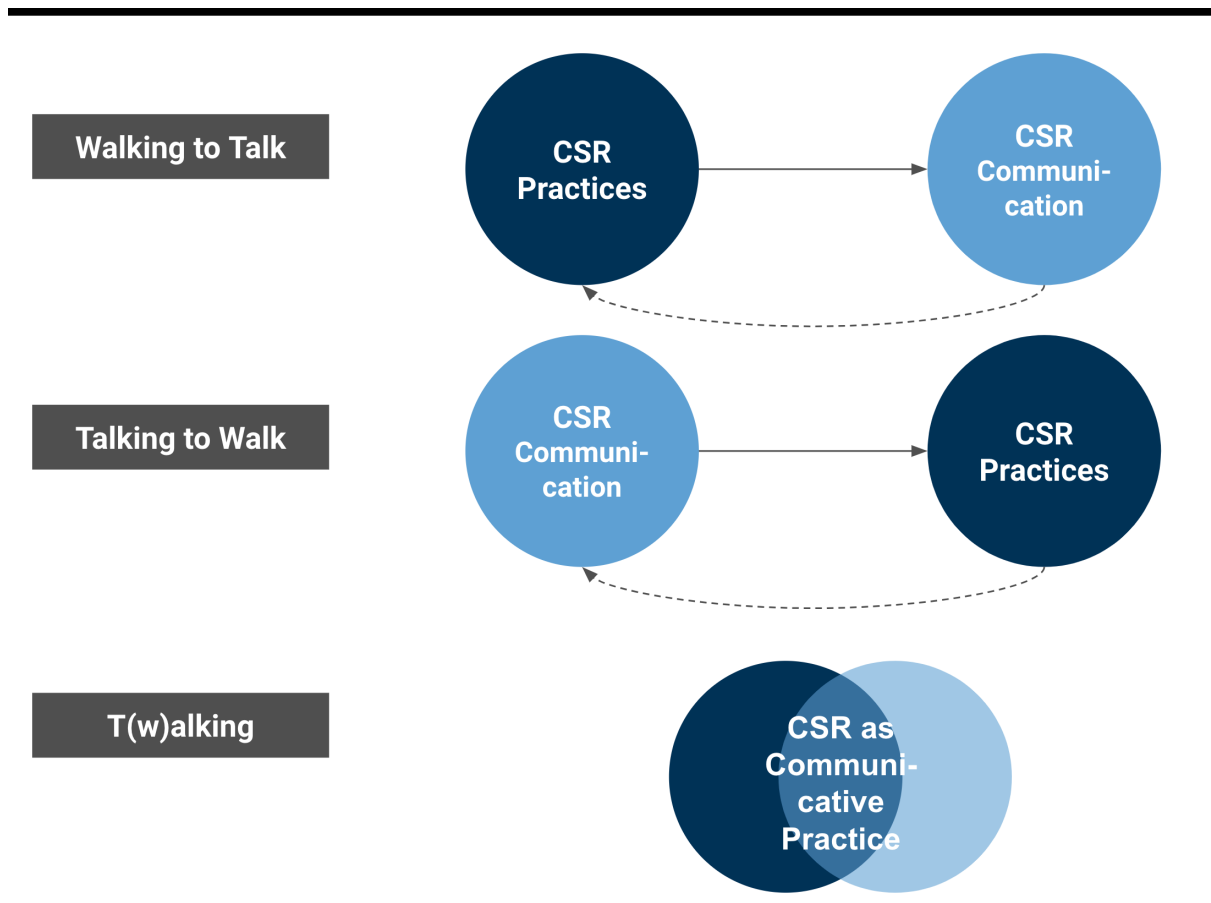 Walking to Talk
CSR
Practices
CSR
Communi-
cation
Talking to Walk
CSR
Communi-
cation
CSR
Practices
T(w)alking
CSR as
Communi-
cative
Practice